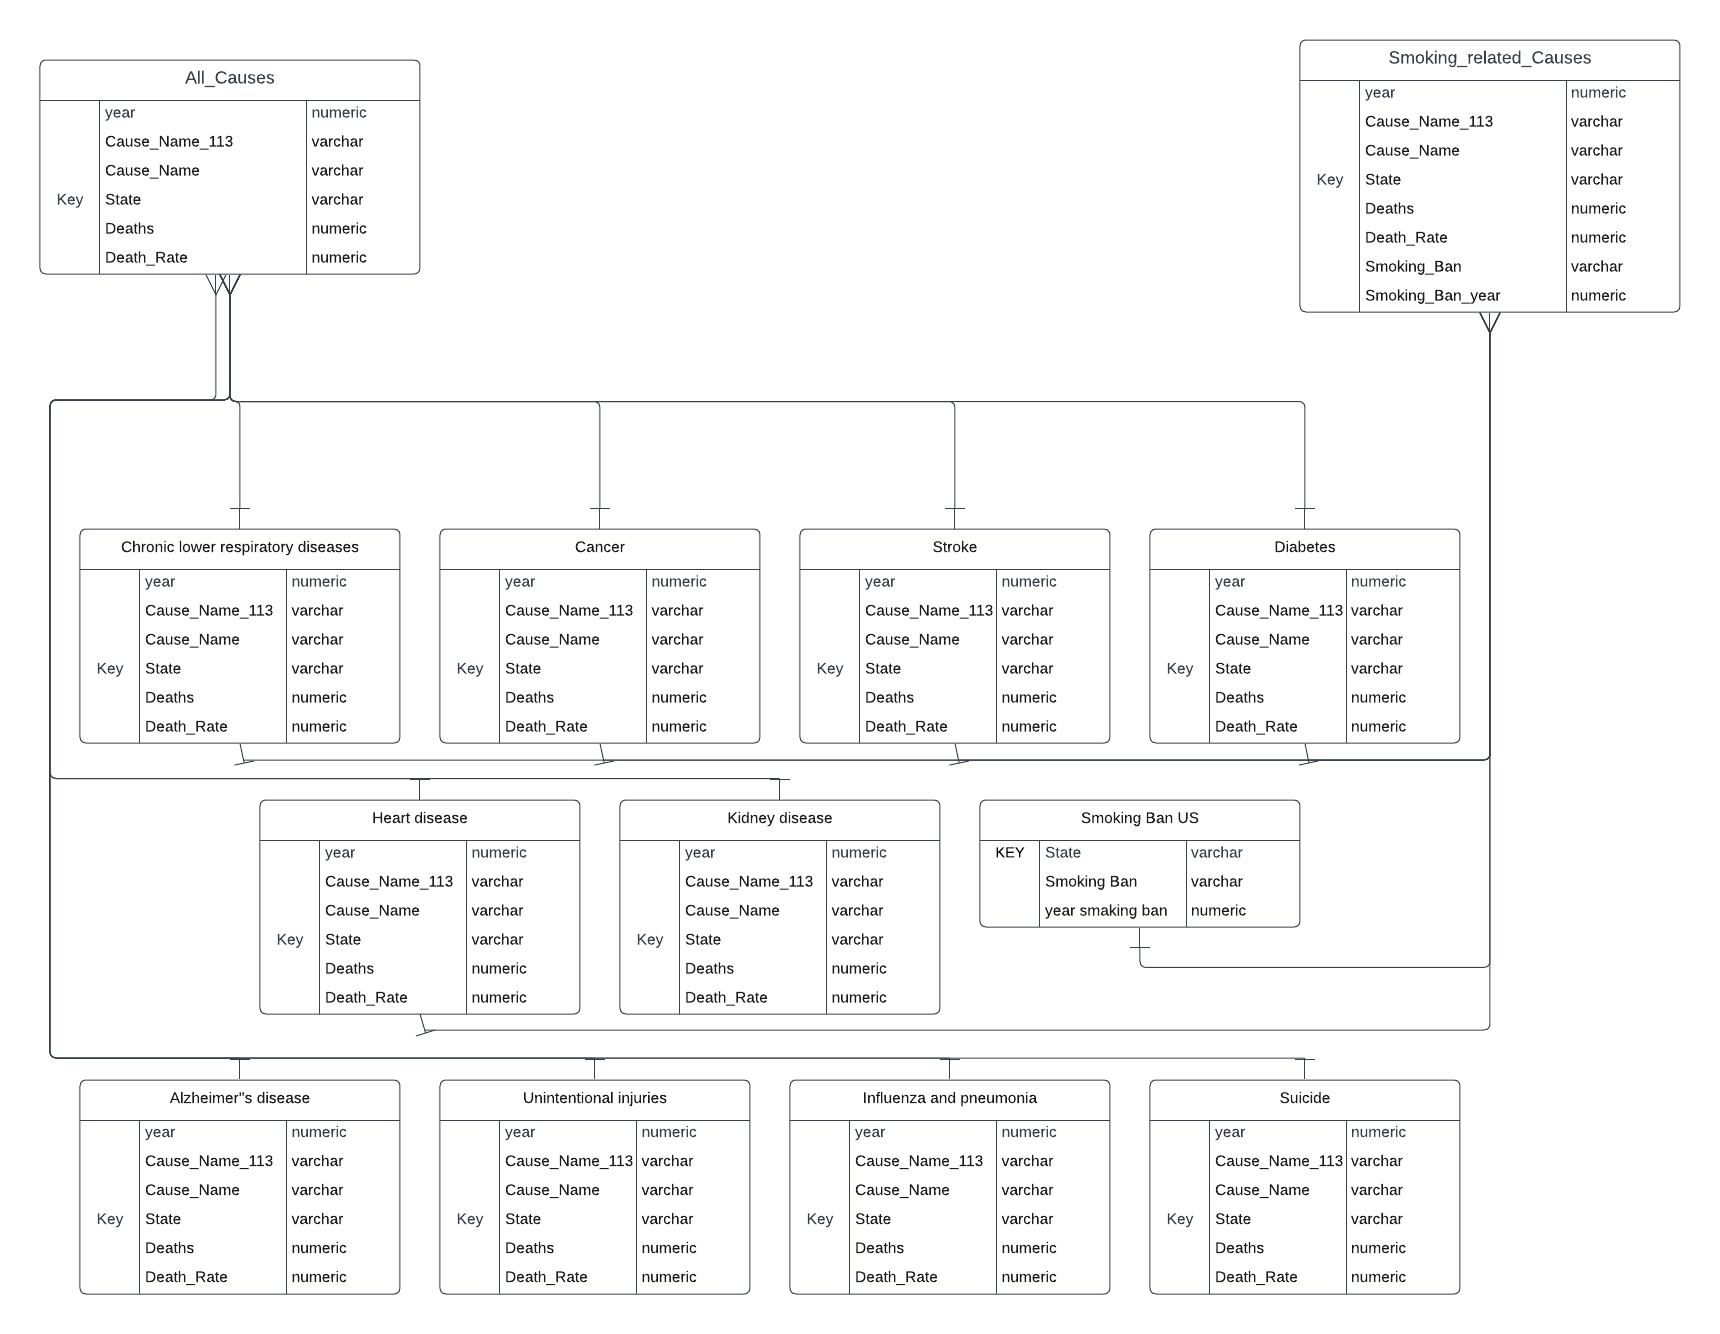 All_Causes
year numeric
Cause_Name_113 varchar
Cause_Name varchar
Key State varchar
Deaths numeric
Death_Rate numeric
Smoking_related_Causes
year numeric
Cause_Name_113 varchar
Cause_Name varchar
Key State varchar
Deaths numeric
Death_Rate numeric
Smoking_Ban varchar
Smoking_Ban_year numeric
Chronic lower respiratory diseases
year numeric
Cause_Name_113 varchar
Cause_Name varchar
Key State varchar
Deaths numeric
Death_Rate numeric
Cancer
year numeric
Cause_Name_113 varchar
Cause_Name varchar
Key State varchar
Deaths numeric
Death_Rate numeric
Stroke
year numeric
Cause_Name_113 varchar
Cause_Name varchar
Key State varchar
Deaths numeric
Death_Rate numeric
Diabetes
year numeric
Cause_Name_113 varchar
Cause_Name varchar
Key State varchar
Deaths numeric
Death_Rate numeric
Heart disease
year numeric
Cause_Name_113 varchar
Cause_Name varchar
Key State varchar
Deaths numeric
Death_Rate numeric
Kidney disease
year numeric
Cause_Name_113 varchar
Cause_Name varchar
Key State varchar
Deaths numeric
Death_Rate numeric
Smoking Ban US
KEY State varchar
Smoking Ban varchar
year smaking ban numeric
Alzheimer"s disease
year numeric
Cause_Name_113 varchar
Cause_Name varchar
Key State varchar
Deaths numeric
Death_Rate numeric
Unintentional injuries
year numeric
Cause_Name_113 varchar
Cause_Name varchar
Key State varchar
Deaths numeric
Death_Rate numeric
Influenza and pneumonia
year numeric
Cause_Name_113 varchar
Cause_Name varchar
Key State varchar
Deaths numeric
Death_Rate numeric
Suicide
year numeric
Cause_Name_113 varchar
Cause_Name varchar
Key State varchar
Deaths numeric
Death_Rate numeric